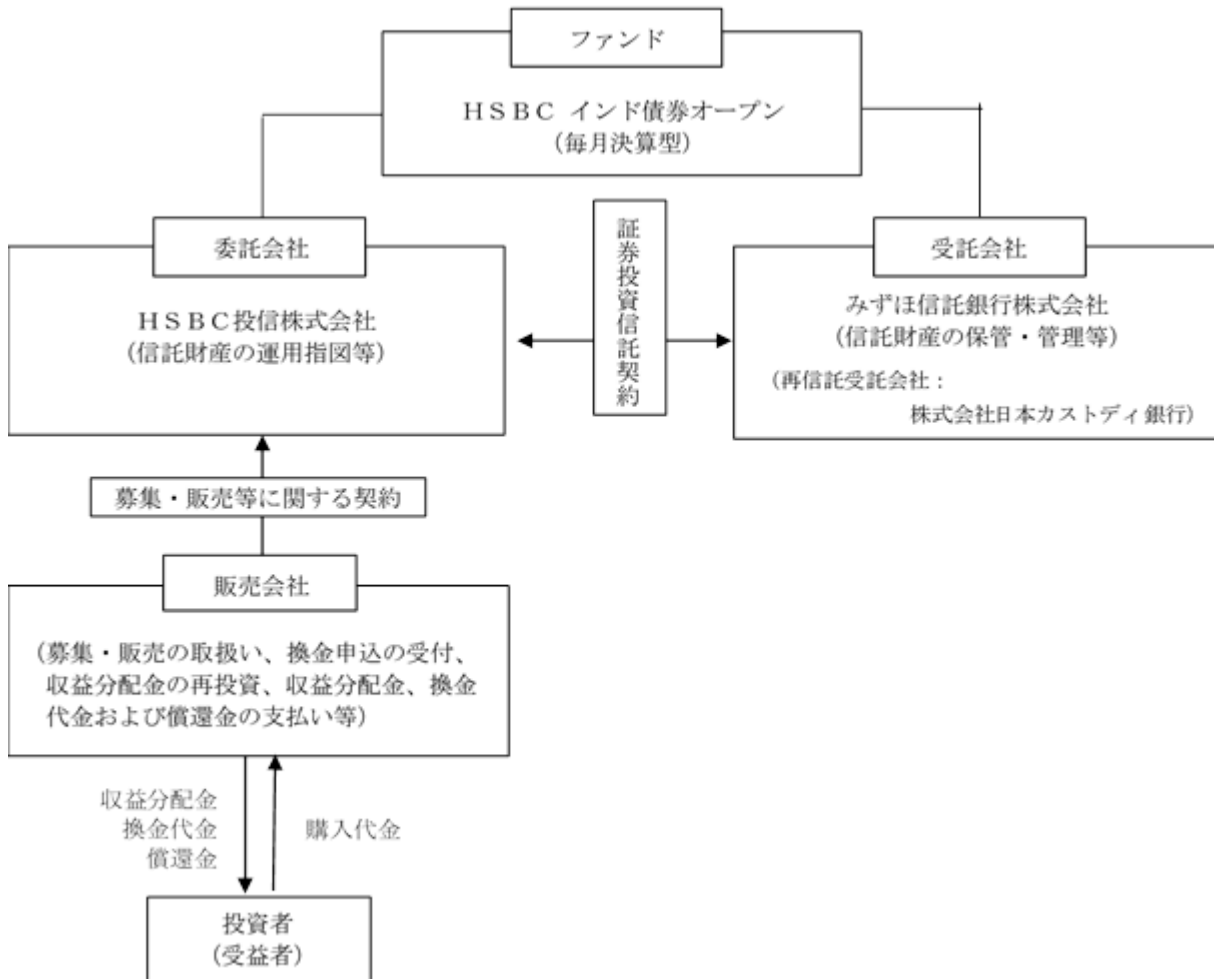 ファンド
ＨＳＢＣ インド債券オープン
（毎月決算型）
委託会社
ＨＳＢＣ投信株式会社
（信託財産の運用指図等）
証券投資信託契約
受託会社
みずほ信託銀行株式会社
（信託財産の保管・管理等）
（再信託受託会社：
株式会社日本カストディ銀行）
募集・販売等に関する契約
販売会社
（募集・販売の取扱い、換金申込の受付、
収益分配金の再投資、収益分配金、換金
代金および償還金の支払い等）
収益分配金
換金代金
償還金
購入代金
投資者
（受益者）